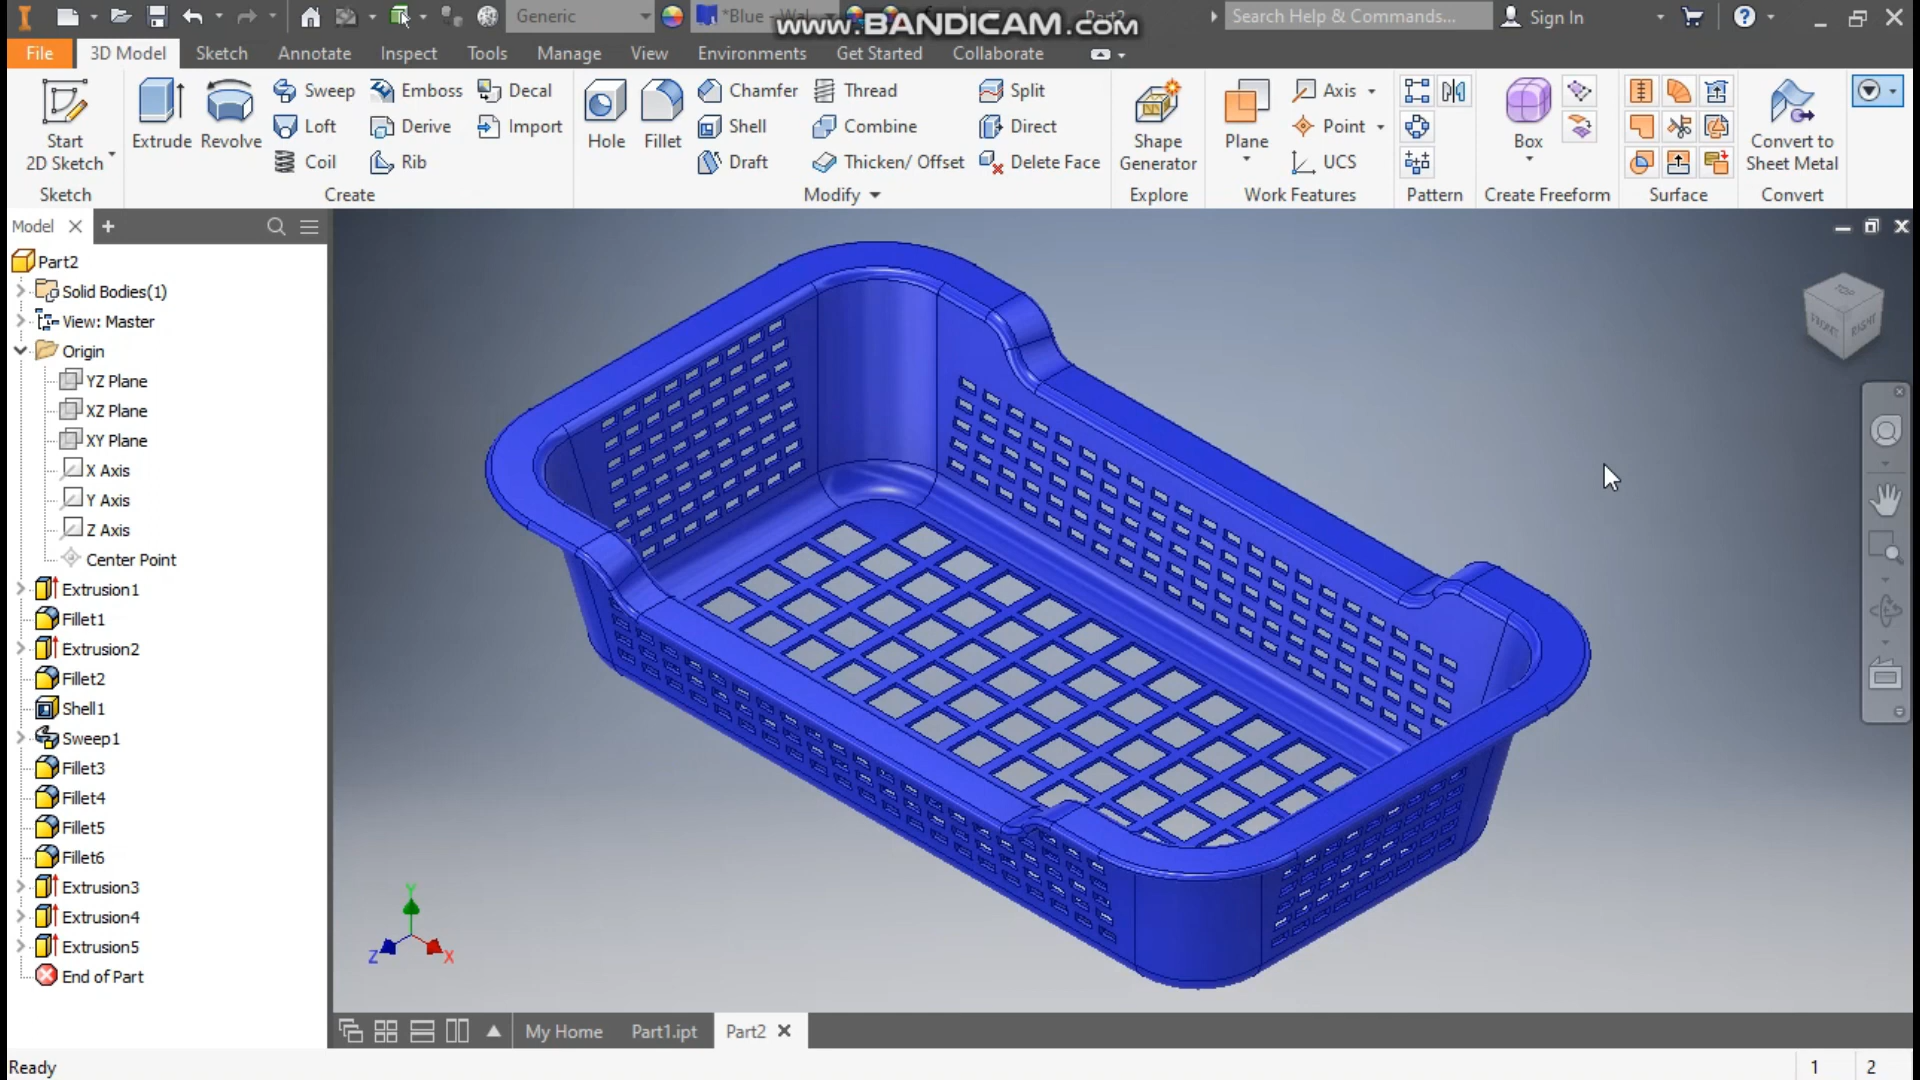 Generic
*Blue - Wal
www.BANDICAM.com
Part2
Search Help & Commands...
Sign In
File
3D Model
Sketch
Annotate
Inspect
Tools
Manage
View
Environments
Get Started
Collaborate
Start
2D Sketch
Extrude
Revolve
Sweep
Loft
Coil
Emboss
Derive
Rib
Decal
Import
Hole
Fillet
Chamfer
Shell
Draft
Thread
Combine
Thicken/ Offset
Split
Direct
Delete Face
Shape
Generator
Plane
Axis
Point
UCS
Box
Convert to
Sheet Metal
Sketch
Create
Modify
Explore
Work Features
Pattern
Create Freeform
Surface
Convert
Model
Part2
Solid Bodies(1)
View: Master
Origin
YZ Plane
XZ Plane
XY Plane
X Axis
Y Axis
Z Axis
Center Point
Extrusion1
Fillet1
Extrusion2
Fillet2
Shell1
Sweep1
Fillet3
Fillet4
Fillet5
Fillet6
Extrusion3
Extrusion4
Extrusion5
End of Part
TOP
FRONT
RIGHT
Y
Z
X
My Home
Part1.ipt
Part2
Ready
1
2